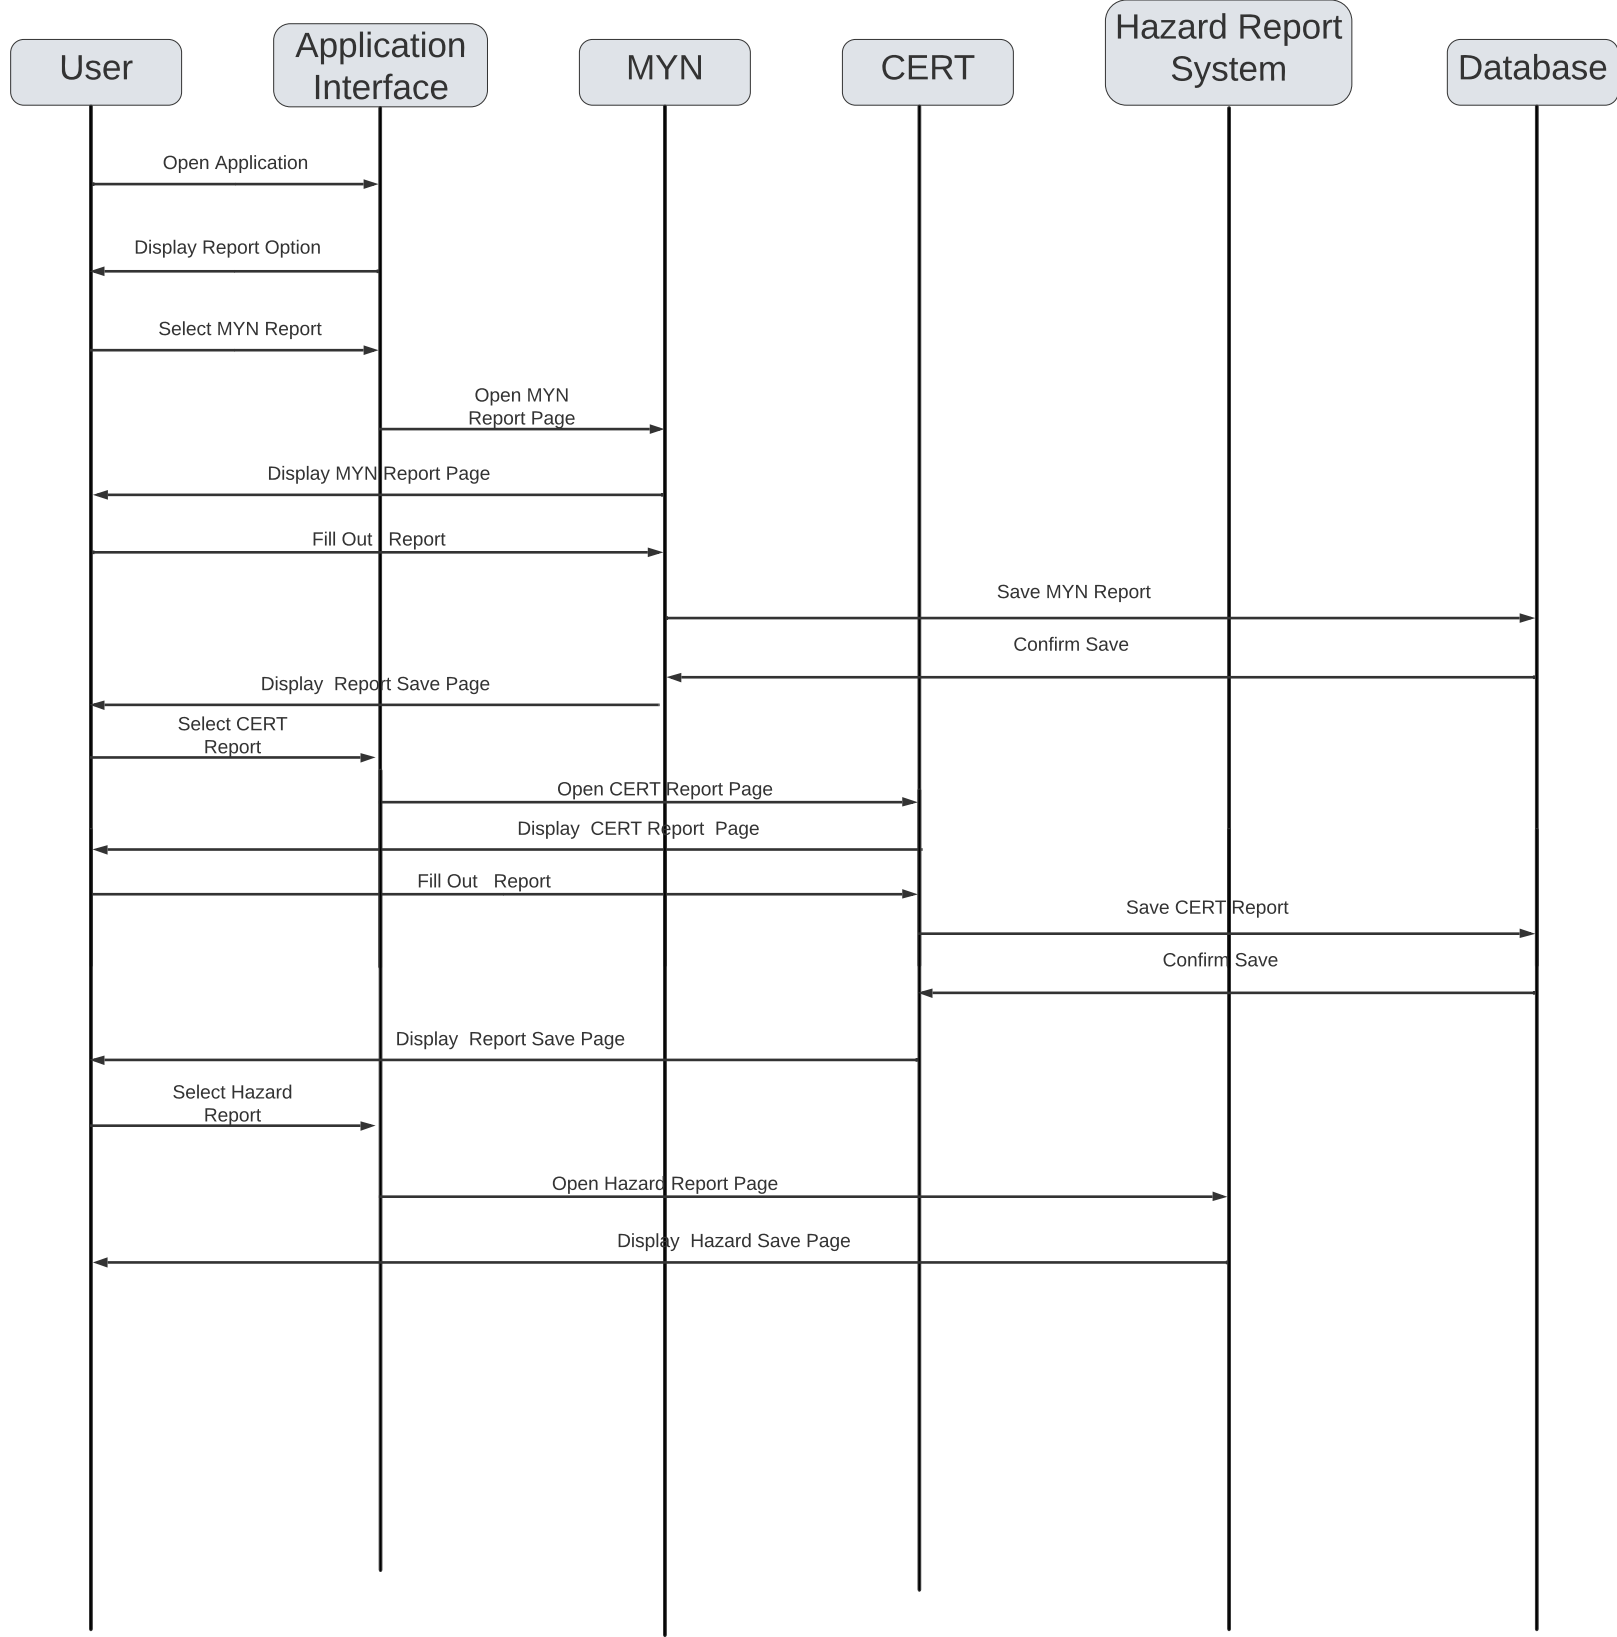 User
Application
Interface
MYN
CERT
Hazard Report
System
Database
Open Application
Display Report Option
Select MYN Report
Open MYN
Report Page
Display MYN Report Page
Fill Out   Report
Save MYN Report
Confirm Save
Display  Report Save Page
Select CERT
Report
Open CERT Report Page
Display  CERT Report  Page
Fill Out   Report
Save CERT Report
Confirm Save
Display  Report Save Page
Select Hazard
Report
Open Hazard Report Page
Display  Hazard Save Page